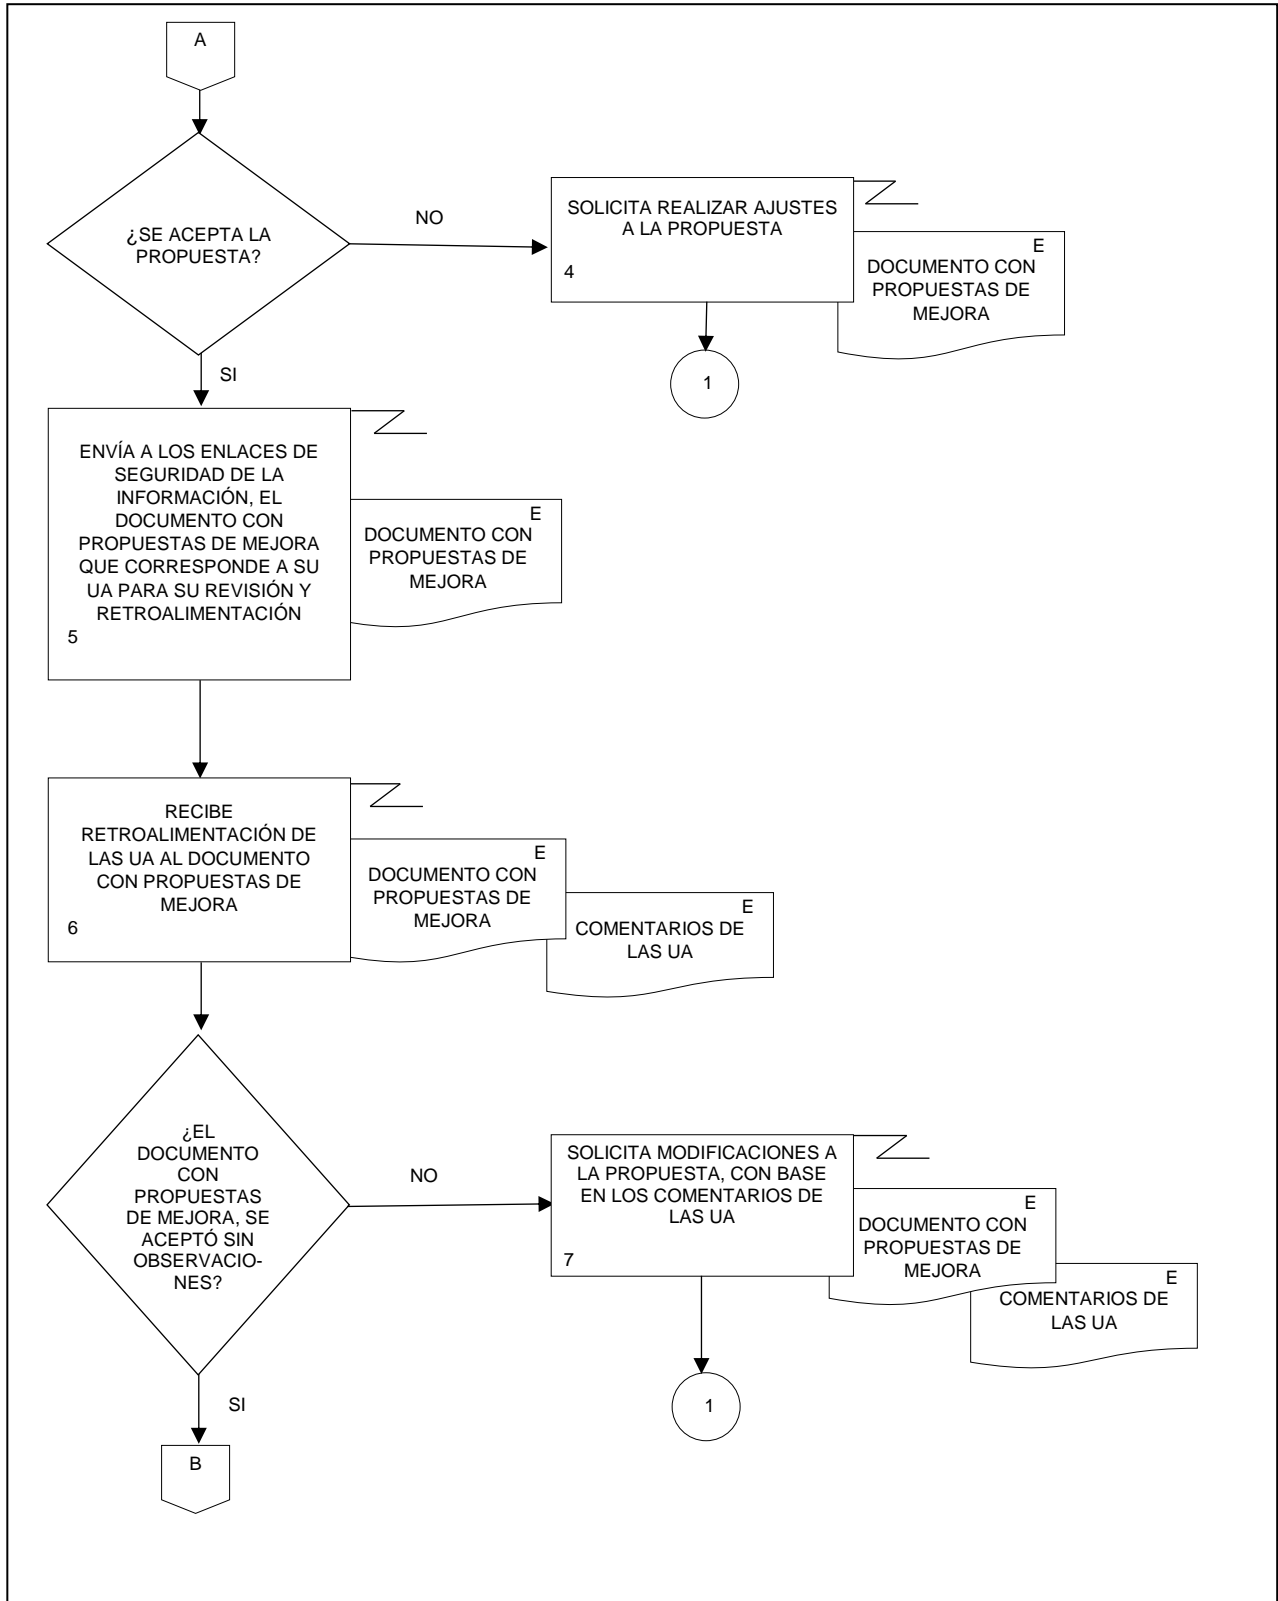 A
¿SE ACEPTA LA
PROPUESTA?
NO
SOLICITA REALIZAR AJUSTES
A LA PROPUESTA
4
E
DOCUMENTO CON
PROPUESTAS DE
MEJORA
1
SI
ENVÍA A LOS ENLACES DE
SEGURIDAD DE LA
INFORMACIÓN, EL
DOCUMENTO CON
PROPUESTAS DE MEJORA
QUE CORRESPONDE A SU
UA PARA SU REVISIÓN Y
RETROALIMENTACIÓN
5
E
DOCUMENTO CON
PROPUESTAS DE
MEJORA
RECIBE
RETROALIMENTACIÓN DE
LAS UA AL DOCUMENTO
CON PROPUESTAS DE
MEJORA
6
E
DOCUMENTO CON
PROPUESTAS DE
MEJORA
E
COMENTARIOS DE
LAS UA
¿EL
DOCUMENTO
CON
PROPUESTAS
DE MEJORA, SE
ACEPTÓ SIN
OBSERVACIO-
NES?
NO
SOLICITA MODIFICACIONES A
LA PROPUESTA, CON BASE
EN LOS COMENTARIOS DE
LAS UA
7
E
DOCUMENTO CON
PROPUESTAS DE
MEJORA
E
COMENTARIOS DE
LAS UA
1
SI
B